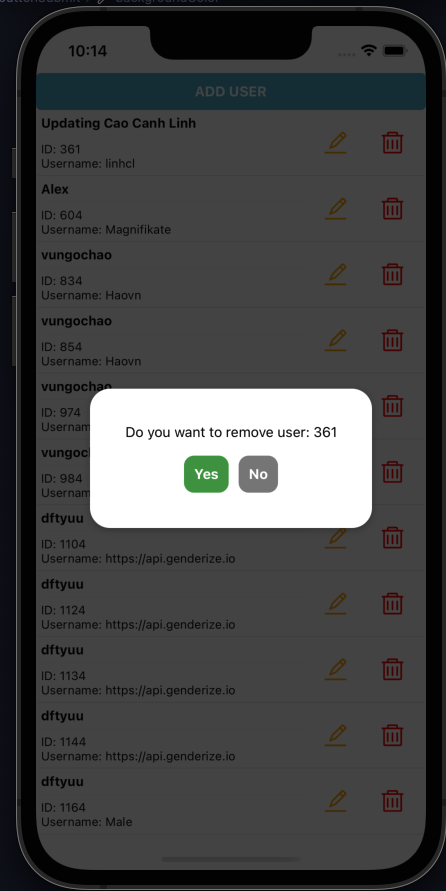 10:14
ADD USER
Updating Cao Canh Linh
ID: 361
Username: linhcl
Alex
ID: 604
Username: Magnifikate
vungochao
ID: 834
Username: Haovn
vungochao
ID: 854
Username: Haovn
vungochao
ID: 974
Usernam
vungoc
ID: 984
Usernam
Do you want to remove user: 361
Yes
No
dftyuu
ID: 1104
Username: https://api.genderize.io
dftyuu
ID: 1124
Username: https://api.genderize.io
dftyuu
ID: 1134
Username: https://api.genderize.io
dftyuu
ID: 1144
Username: https://api.genderize.io
dftyuu
ID: 1164
Username: Male